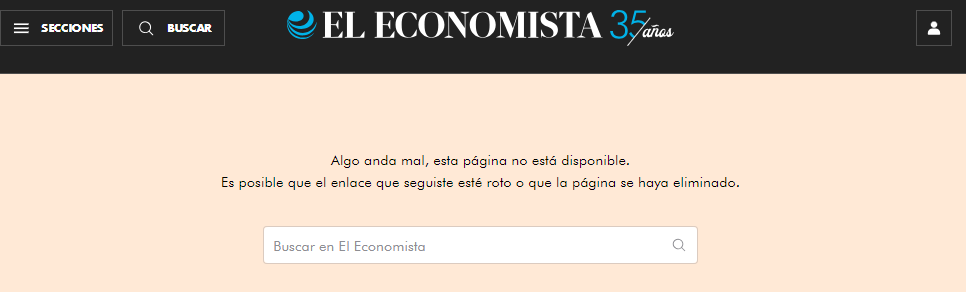 SECCIONES
BUSCAR
EL ECONOMISTA 35/años
Algo anda mal, esta página no está disponible.
Es posible que el enlace que seguiste esté roto o que la página se haya eliminado.
Buscar en El Economista